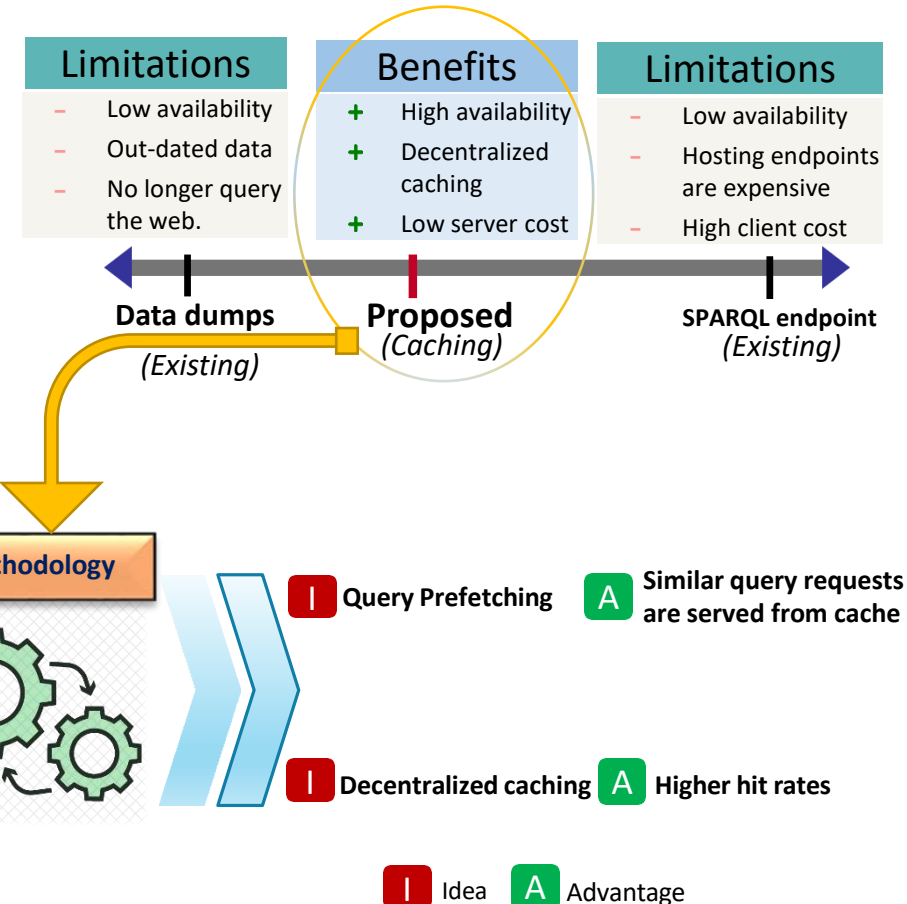 Limitations
- Low availability
- Out-dated data
- No longer query
the web.
Benefits
+ High availability
+ Decentralized
caching
+ Low server cost
Limitations
- Low availability
- Hosting endpoints
are expensive
- High client cost
Data dumps
(Existing)
Proposed
(Caching)
SPARQL endpoint
(Existing)
thodology
I Query Prefetching
A Similar query requests
are served from cache
I Decentralized caching
A Higher hit rates
I Idea
A Advantage